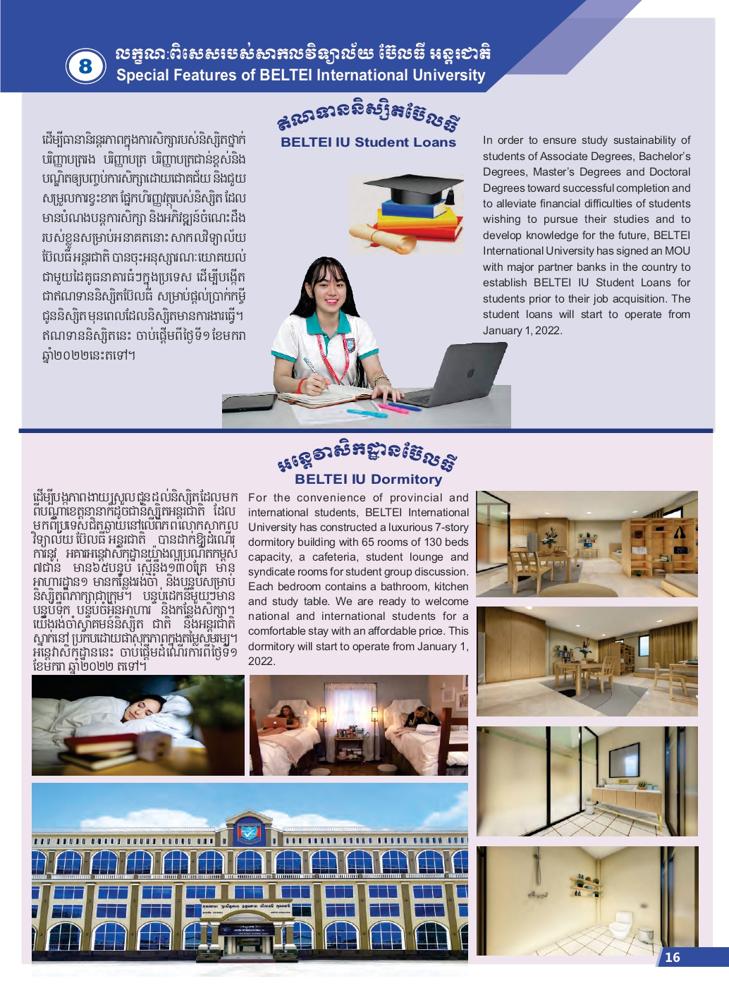 8
លក្ខណៈពិសេសរបស់សាកលវិទ្យាល័យ ប៊ែលធី អន្តរជាតិ
Special Features of BELTEI International University
ឥណទាននិស្សិតប៊ែលធី
BELTEI IU Student Loans
ដើម្បីធានានិរន្តរភាពក្នុងការសិក្សារបស់និស្សិតថ្នាក់
បរិញ្ញាបត្ររង បរិញ្ញាបត្រ បរិញ្ញាបត្រជាន់ខ្ពស់និង
បណ្ឌិតឲ្យបញ្ចប់ការសិក្សាដោយជោគជ័យ និងជួយ
សម្រួលការខ្វះខាត ផ្នែកហិរញ្ញវត្ថុរបស់និស្សិត ដែល
មានបំណងបន្តការសិក្សា និងអភិវឌ្ឍន៍ចំណេះដឹង
របស់ខ្លួនសម្រាប់អនាគតនោះ សាកលវិទ្យាល័យ
ប៊ែលធី អន្តរជាតិ បានចុះអនុស្សារណៈយោគយល់
ជាមួយដៃគូធនាគារធំៗក្នុងប្រទេស ដើម្បីបង្កើត
ជាឥណទាននិស្សិតប៊ែលធី សម្រាប់ផ្តល់ប្រាក់កម្ចី
ជូននិស្សិតមុនពេលដែលនិស្សិតមានការងារធ្វើ។
ឥណទាននិស្សិតនេះ ចាប់ផ្តើមពីថ្ងៃទី១ ខែមករា
ឆ្នាំ២០២២នេះតទៅ។
In order to ensure study sustainability of
students of Associate Degrees, Bachelor's
Degrees, Master's Degrees and Doctoral
Degrees toward successful completion and
to alleviate financial difficulties of students
wishing to pursue their studies and to
develop knowledge for the future, BELTEI
International University has signed an MOU
with major partner banks in the country to
establish BELTEI IU Student Loans for
students prior to their job acquisition. The
student loans will start to operate from
January 1, 2022.
អន្តេវាសិកដ្ឋានប៊ែលធី
BELTEI IU Dormitory
ដើម្បីបង្កភាពងាយស្រួលជូនដល់និស្សិតដែលមក
ពីបណ្តាខេត្តនានាក៏ដូចជានិស្សិតអន្តរជាតិ ដែល
មកពីប្រទេសជិតឆ្ងាយនៅលើពិភពលោកសាកល
វិទ្យាល័យ ប៊ែលធី អន្តរជាតិ បានដាក់ឱ្យដំណើរ
ការនូវ អគារអន្តេវាសិកដ្ឋានយ៉ាងល្អប្រណីតកម្ពស់
៧ជាន់ មាន៦៥បន្ទប់ ស្មើនឹង១៣០គ្រែ មាន
អាហារដ្ឋាន១ មានកន្លែងរង់ចាំ និងបន្ទប់សម្រាប់
និស្សិតពិភាក្សាជាក្រុម។ បន្ទប់ដេកនីមួយៗមាន
បន្ទប់ទឹក បន្ទប់ចម្អិនអាហារ និងកន្លែងសិក្សា។
យើងរង់ចាំស្វាគមន៍និស្សិត ជាតិ និងអន្តរជាតិ
ស្នាក់នៅ ប្រកបដោយផាសុកភាពក្នុងតម្លៃសមរម្យ។
អន្តេវាសិកដ្ឋាននេះ ចាប់ផ្តើមដំណើរការពីថ្ងៃទី១
ខែមករា ឆ្នាំ២០២២ តទៅ។
For the convenience of provincial and
international students, BELTEI International
University has constructed a luxurious 7-story
dormitory building with 65 rooms of 130 beds
capacity, a cafeteria, student lounge and
syndicate rooms for student group discussion.
Each bedroom contains a bathroom, kitchen
and study table. We are ready to welcome
national and international students for a
comfortable stay with an affordable price. This
dormitory will start to operate from January 1,
2022.
16